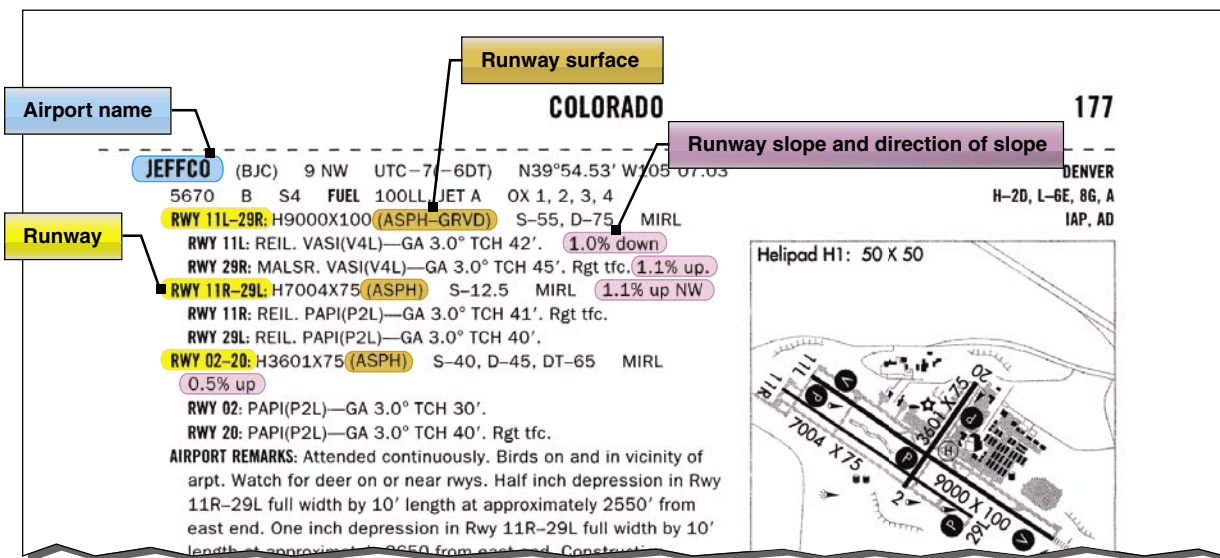 Runway surface
Airport name
COLORADO 177
Runway slope and direction of slope
JEFFCO (BJC) 9 NW UTC–7(–6DT) N39°54.53′ W105°07.03′
DENVER
5670 B S4 FUEL 100LL, JET A OX 1, 2, 3, 4
H–2D, L–6E, 8G, A
RWY 11L–29R: H9000X100 (ASPH–GRVD) S–55, D–75 MIRL
IAP, AD
Runway
RWY 11L: REIL. VASI(V4L)—GA 3.0° TCH 42′. 1.0% down
RWY 29R: MALSR. VASI(V4L)—GA 3.0° TCH 45′. Rgt tfc. 1.1% up.
RWY 11R–29L: H7004X75 (ASPH) S–12.5 MIRL 1.1% up NW
RWY 11R: REIL. PAPI(P2L)—GA 3.0° TCH 41′. Rgt tfc.
RWY 29L: REIL. PAPI(P2L)—GA 3.0° TCH 40′.
RWY 02–20: H3601X75 (ASPH) S–40, D–45, DT–65 MIRL
0.5% up
RWY 02: PAPI(P2L)—GA 3.0° TCH 30′.
RWY 20: PAPI(P2L)—GA 3.0° TCH 40′. Rgt tfc.
AIRPORT REMARKS: Attended continuously. Birds on and in vicinity of
arpt. Watch for deer on or near rwys. Half inch depression in Rwy
11R–29L full width by 10′ length at approximately 2550′ from
east end. One inch depression in Rwy 11R–29L full width by 10′
length at approximately from east end.
Helipad H1: 50 X 50
11L
11R
V
P
20
3601 X 75
P
7004 X 75
P
H
2
9000 X 100
P
29L
V